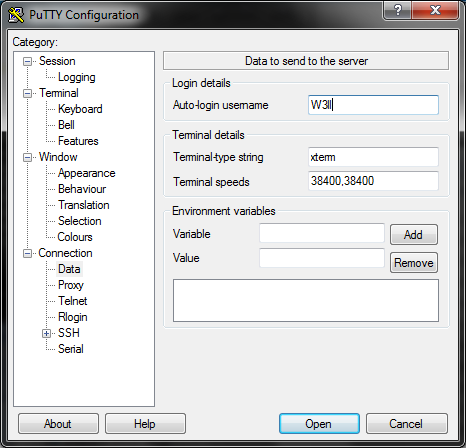 PuTTY Configuration
?
X
Category:
Session
Logging
Terminal
Keyboard
Bell
Features
Window
Appearance
Behaviour
Translation
Selection
Colours
Connection
Data
Proxy
Telnet
Rlogin
SSH
Serial
Data to send to the server
Login details
Auto-login username W3ll
Terminal details
Terminal-type string xterm
Terminal speeds 38400,38400
Environment variables
Variable Add
Value Remove
About Help Open Cancel